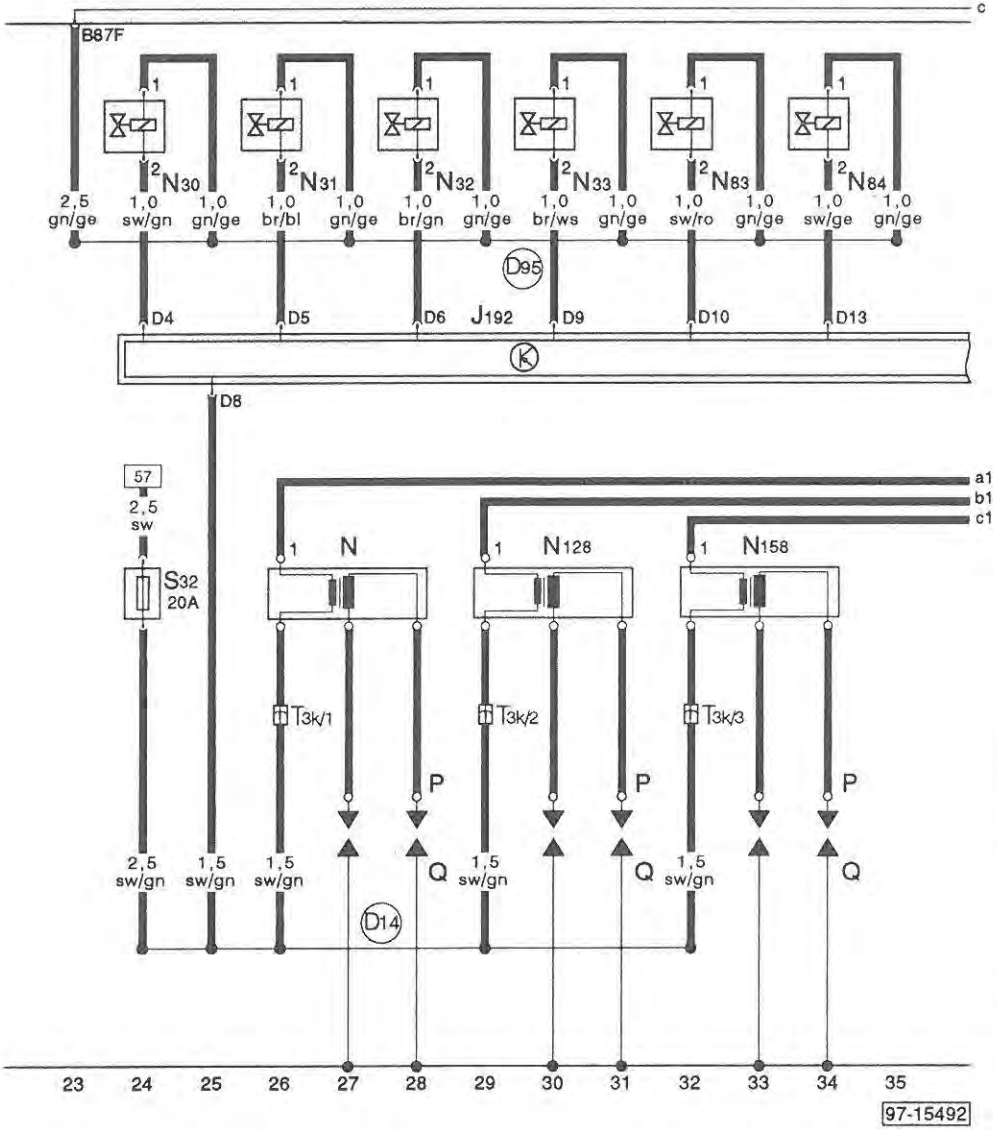 c
B87F
1 1 1 1 1 1
2 N30 2 N31 2 N32 2 N33 2 N83 2 N84
2,5 1,0 1,0 1,0 1,0 1,0 1,0 1,0 1,0 1,0 1,0 1,0 1,0
gn/ge sw/gn gn/ge br/bl gn/ge br/gn gn/ge br/ws gn/ge sw/ro gn/ge sw/ge gn/ge
D95
D4 D5 D6 J192 D9 D10 D13
K
D8
57
2,5
sw
a1
b1
c1
1 N 1 N128 1 N158
S32
20A
T3k/1 T3k/2 T3k/3
P P P
Q Q Q
2,5 1,5 1,5 1,5 1,5
sw/gn sw/gn sw/gn sw/gn sw/gn
D14
23 24 25 26 27 28 29 30 31 32 33 34 35
97-15492